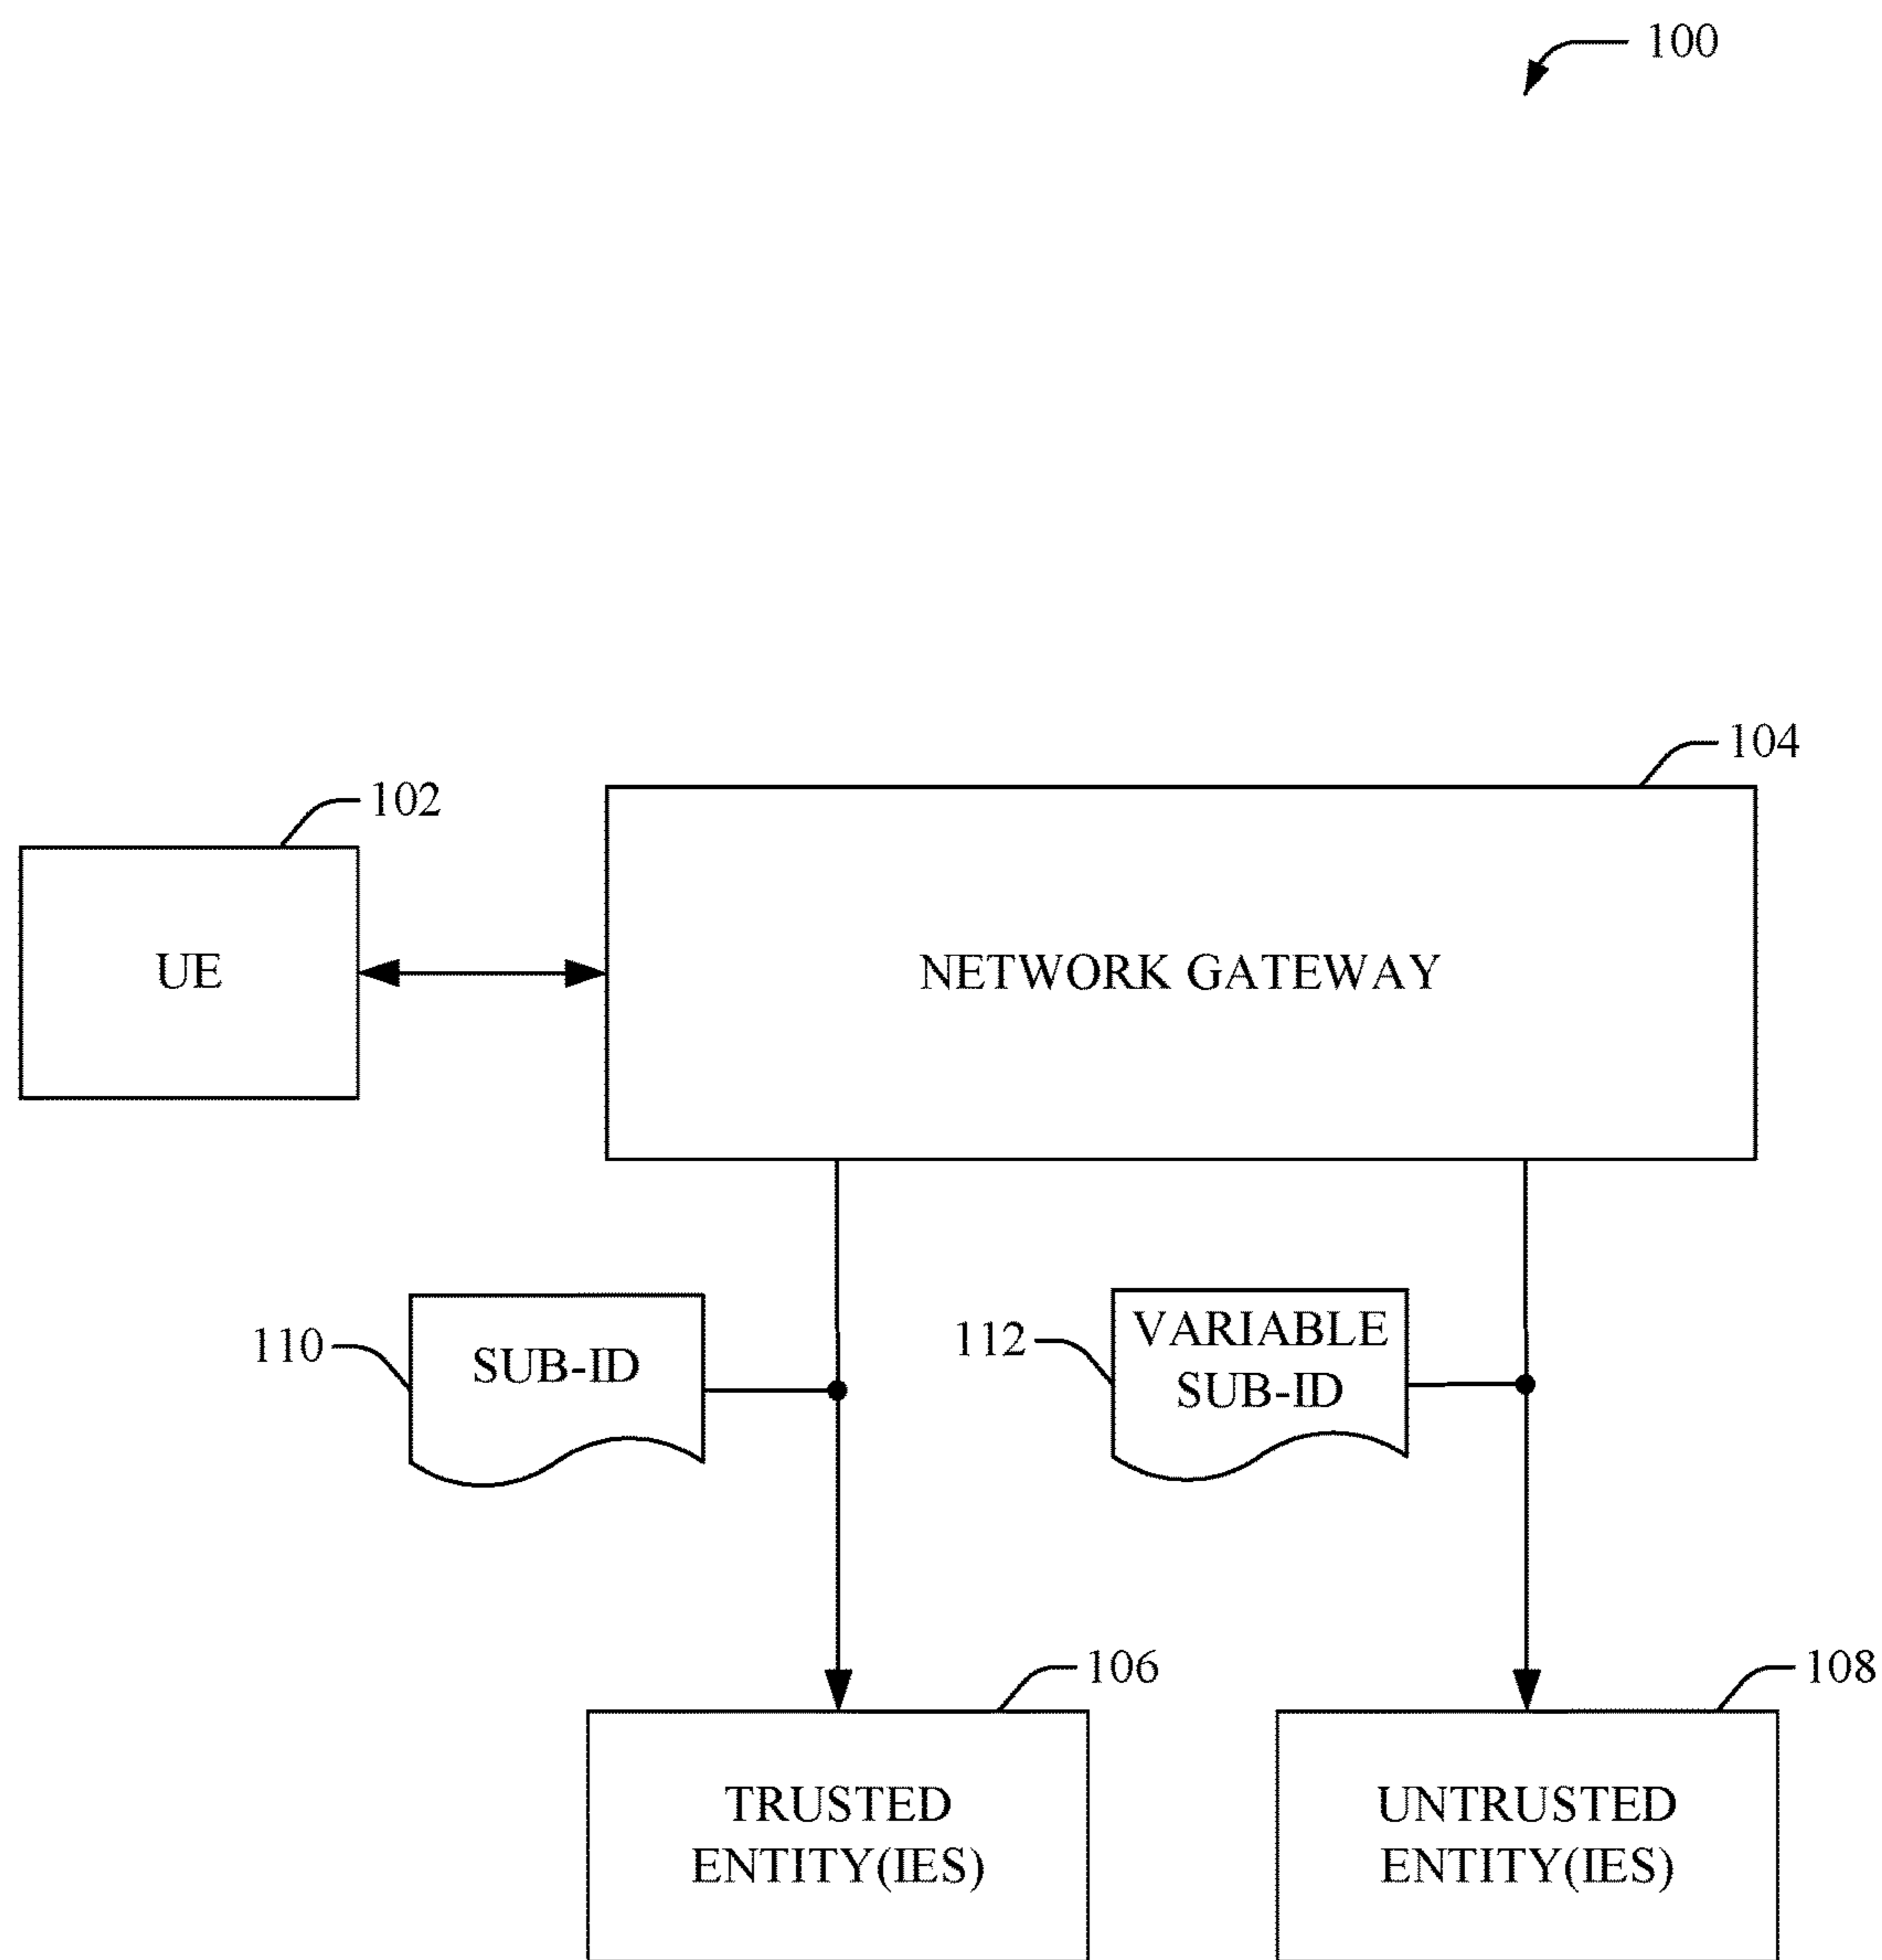 100
104
102
UE
NETWORK GATEWAY
110
SUB-ID
112
VARIABLE
SUB-ID
106
108
TRUSTED
ENTITY(IES)
UNTRUSTED
ENTITY(IES)